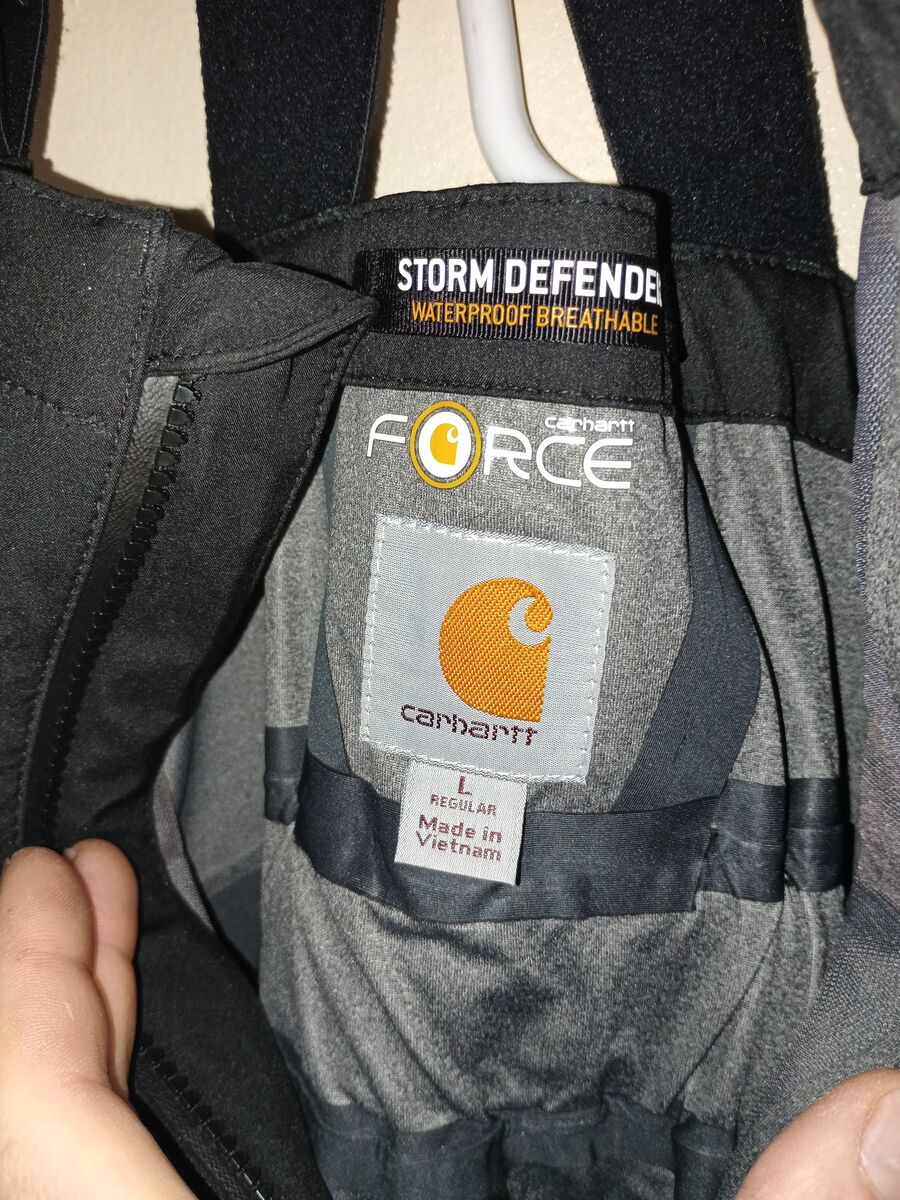 STORM DEFENDER
WATERPROOF BREATHABLE
carhartt
FORCE
carhartt
L
REGULAR
Made in
Vietnam